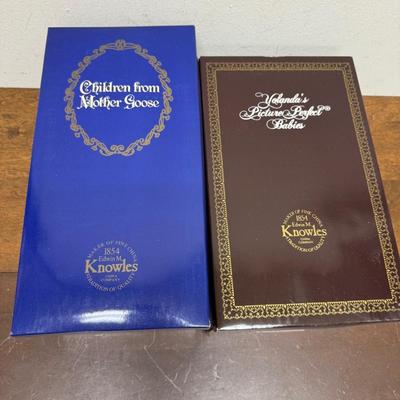 Children from
Mother Goose
MAKER OF FINE CHINA
1854
Edwin M.
Knowles
CHINA
COMPANY
TRADITION OF QUALITY
Yolanda's
Picture Perfect®
Babies
MAKER OF FINE CHINA
1854
Edwin M.
Knowles
CHINA
COMPANY
TRADITION OF QUALITY